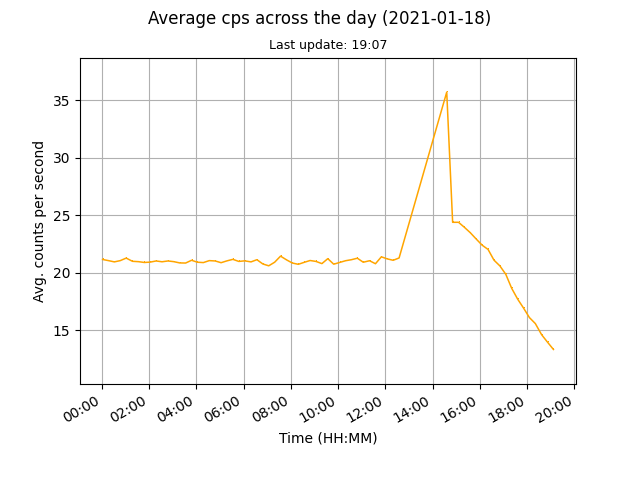 Average cps across the day (2021-01-18)
Last update: 19:07
Avg. counts per second
35
30
25
20
15
00:00 02:00 04:00 06:00 08:00 10:00 12:00 14:00 16:00 18:00 20:00
Time (HH:MM)